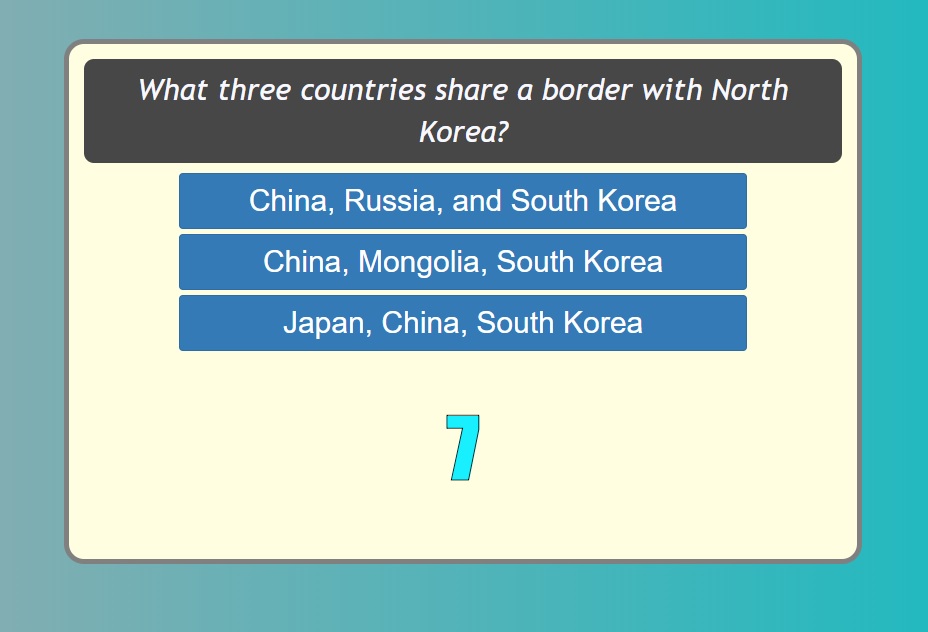 What three countries share a border with North
Korea?
China, Russia, and South Korea
China, Mongolia, South Korea
Japan, China, South Korea
7